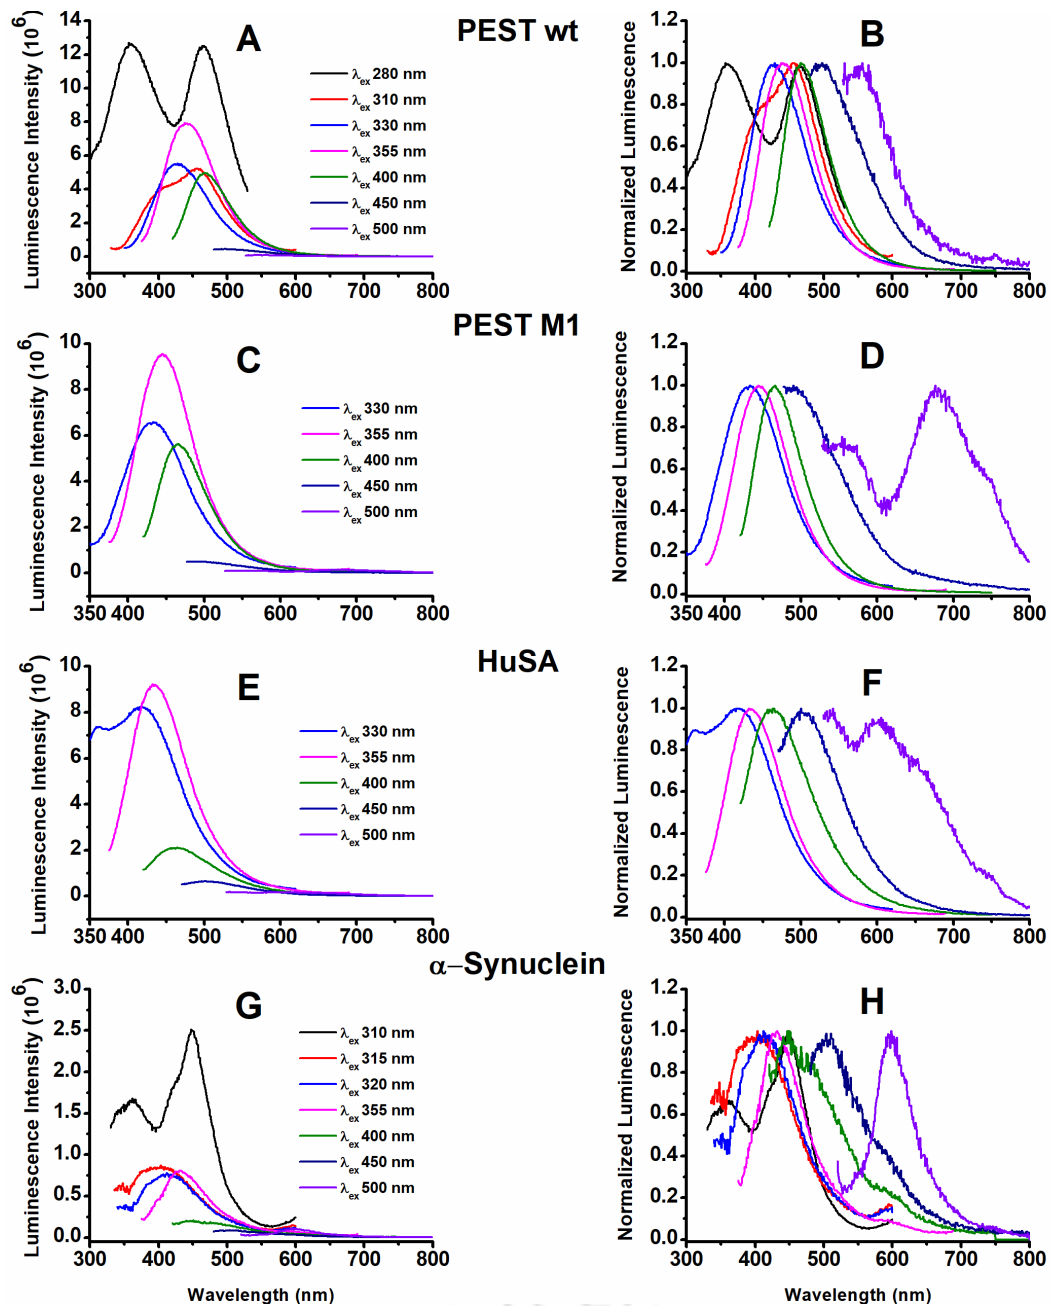 PEST wt
A
Luminescence Intensity (10⁶)
14
12
10
8
6
4
2
0
300 400 500 600 700 800
λex 280 nm
λex 310 nm
λex 330 nm
λex 355 nm
λex 400 nm
λex 450 nm
λex 500 nm
B
Normalized Luminescence
1.2
1.0
0.8
0.6
0.4
0.2
0.0
300 400 500 600 700 800
PEST M1
C
Luminescence Intensity (10⁶)
10
8
6
4
2
0
350 400 500 600 700 800
λex 330 nm
λex 355 nm
λex 400 nm
λex 450 nm
λex 500 nm
D
Normalized Luminescence
1.2
1.0
0.8
0.6
0.4
0.2
0.0
350 400 500 600 700 800
HuSA
E
Luminescence Intensity (10⁶)
10
8
6
4
2
0
350 400 500 600 700 800
λex 330 nm
λex 355 nm
λex 400 nm
λex 450 nm
λex 500 nm
F
Normalized Luminescence
1.2
1.0
0.8
0.6
0.4
0.2
0.0
350 400 500 600 700 800
α–Synuclein
G
Luminescence Intensity (10⁶)
3.0
2.5
2.0
1.5
1.0
0.5
0.0
300 400 500 600 700 800
Wavelength (nm)
λex 310 nm
λex 315 nm
λex 320 nm
λex 355 nm
λex 400 nm
λex 450 nm
λex 500 nm
H
Normalized Luminescence
1.2
1.0
0.8
0.6
0.4
0.2
0.0
300 400 500 600 700 800
Wavelength (nm)